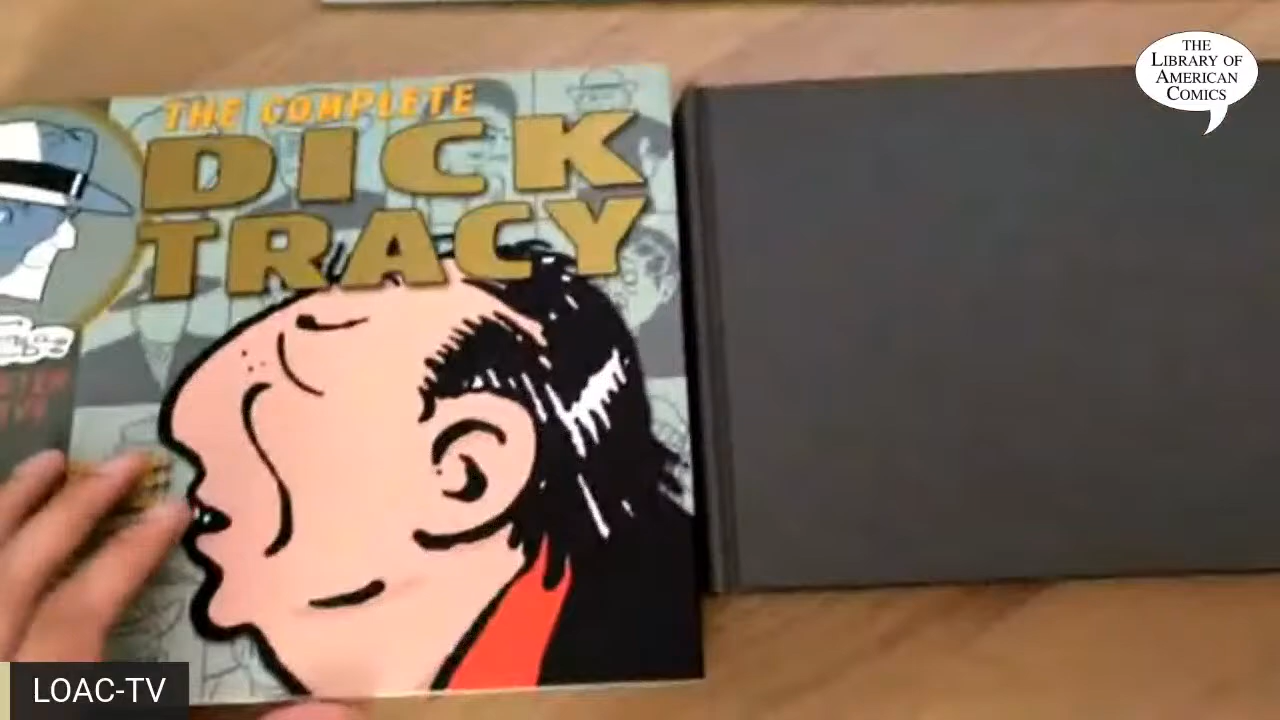 THE
LIBRARY OF
AMERICAN
COMICS
THE COMPLETE
DICK
TRACY
LOAC-TV